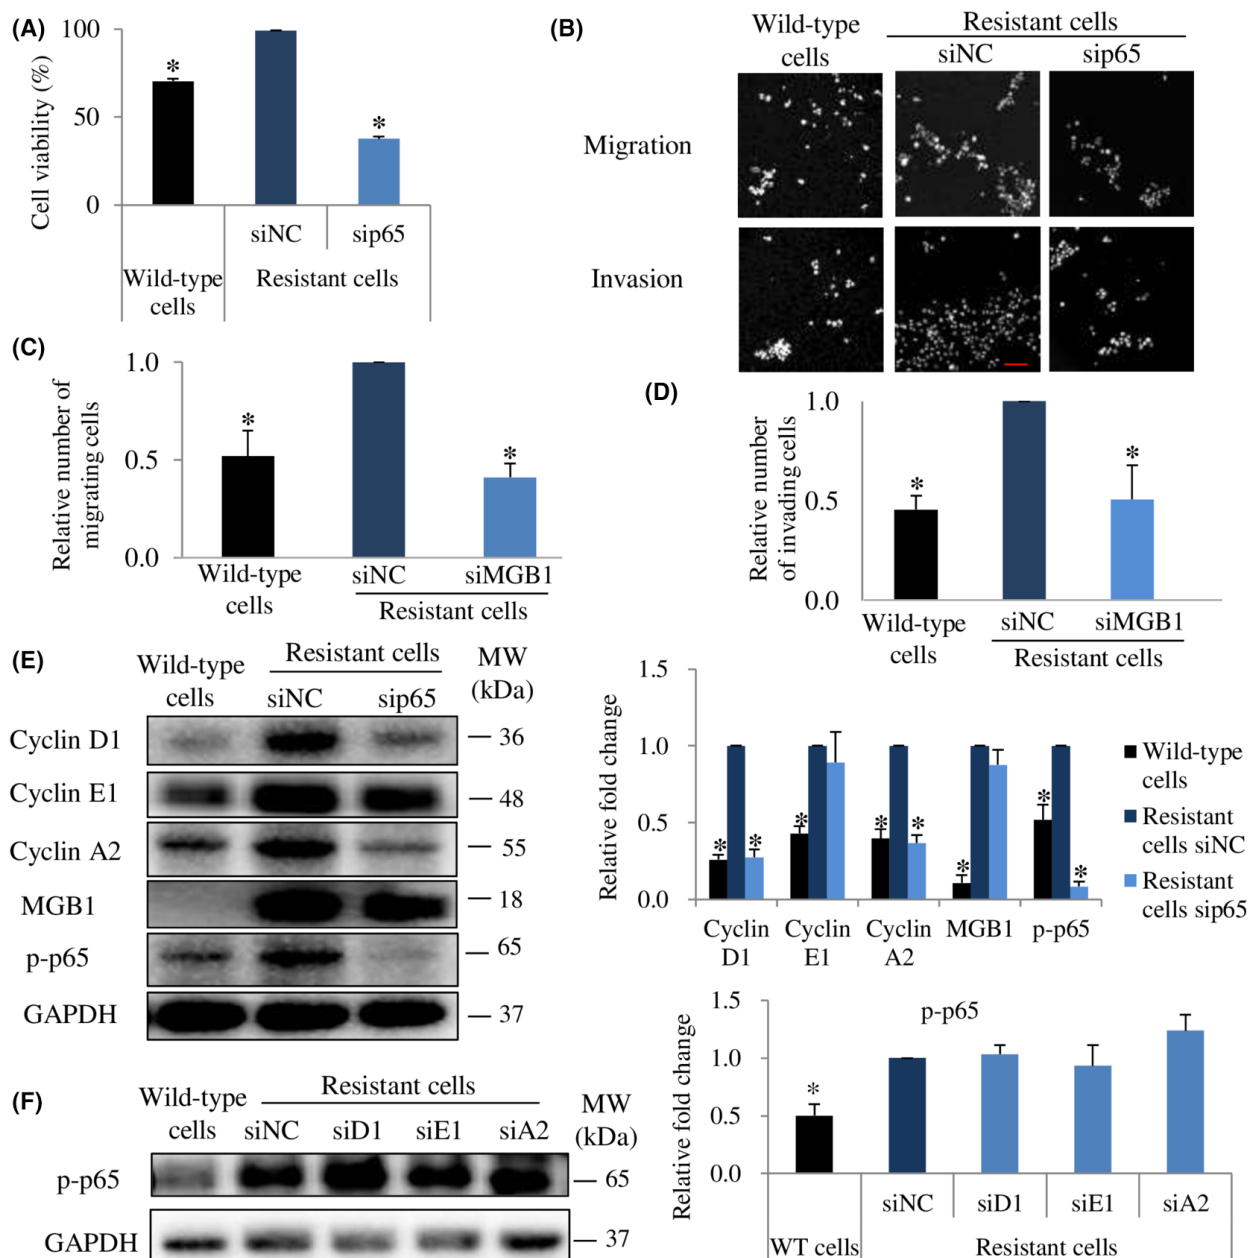 (A)
100
50
0
Cell viability (%)
*
*
siNC
sip65
Wild-type
cells
Resistant cells
(B)
Wild-type
cells
Resistant cells
siNC
sip65
Migration
Invasion
(C)
1.0
0.5
0.0
Relative number of
migrating cells
*
*
Wild-type
cells
siNC
siMGB1
Resistant cells
(D)
1.0
0.5
0.0
Relative number
of invading cells
*
*
Wild-type
cells
siNC
siMGB1
Resistant cells
(E)
Wild-type
cells
Resistant cells
siNC
sip65
MW
(kDa)
Cyclin D1
36
Cyclin E1
48
Cyclin A2
55
MGB1
18
p-p65
65
GAPDH
37
1.5
1.0
0.5
0.0
Relative fold change
*
*
*
*
*
*
*
*
Cyclin
D1
Cyclin
E1
Cyclin
A2
MGB1
p-p65
Wild-type
cells
Resistant
cells siNC
Resistant
cells sip65
(F)
Wild-type
cells
Resistant cells
siNC
siD1
siE1
siA2
MW
(kDa)
p-p65
65
GAPDH
37
1.5
1.0
0.5
0.0
Relative fold change
p-p65
*
siNC
siD1
siE1
siA2
WT cells
Resistant cells